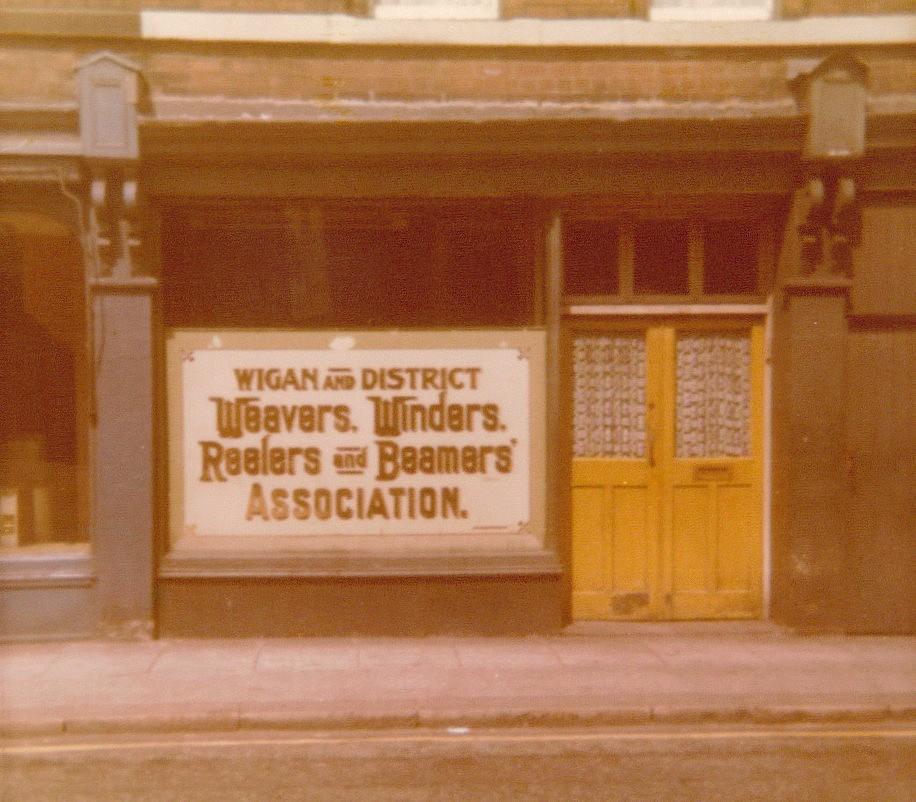 WIGAN AND DISTRICT
Weavers. Winders.
Reelers and Beamers'
ASSOCIATION.